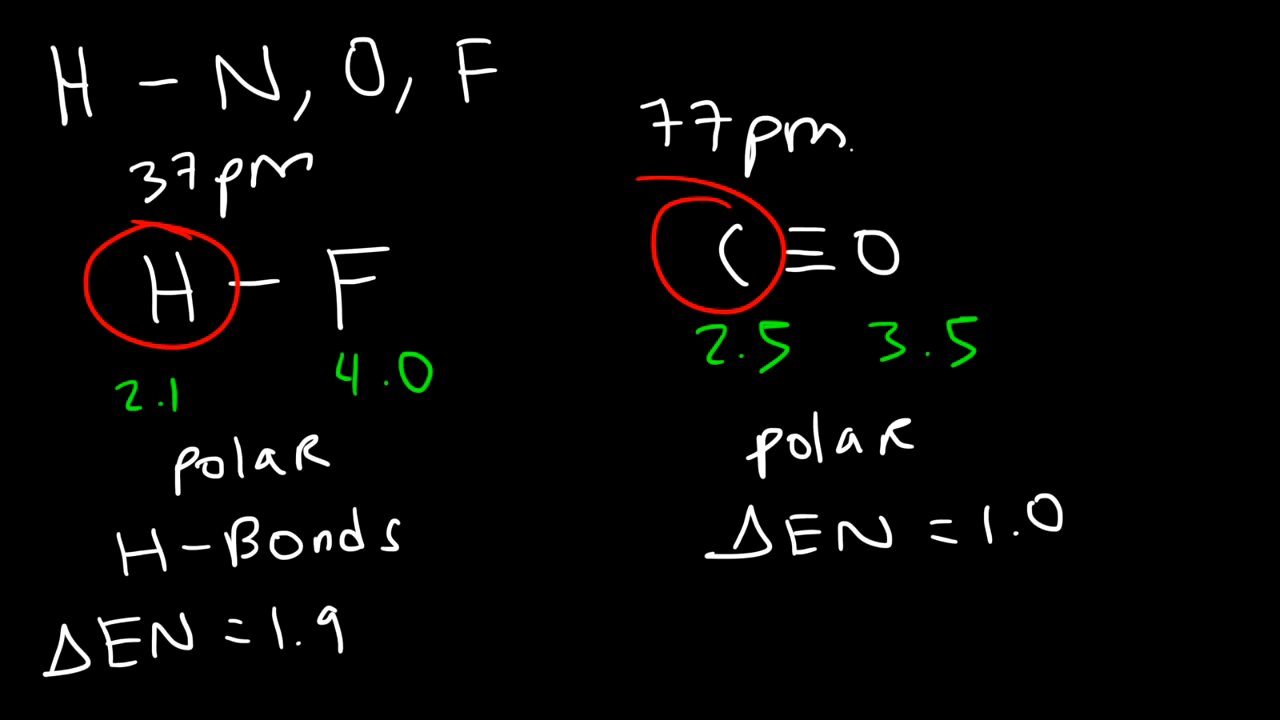 H - N, O, F
37pm
H - F
2.1 4.0
polar
H-Bonds
ΔEN = 1.9
77pm.
C≡O
2.5 3.5
polar
ΔEN = 1.0